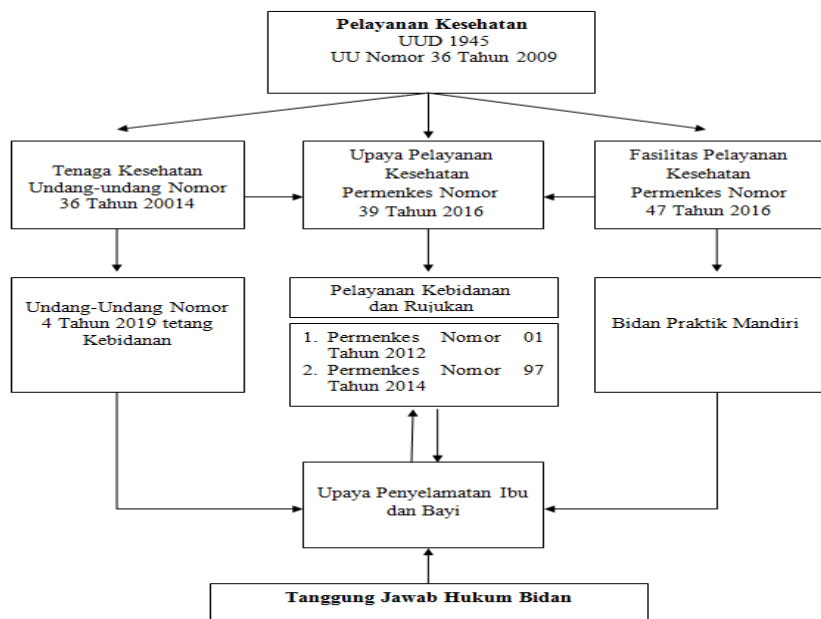 Pelayanan Kesehatan
UUD 1945
UU Nomor 36 Tahun 2009
Tenaga Kesehatan
Undang-undang Nomor
36 Tahun 20014
Upaya Pelayanan
Kesehatan
Permenkes Nomor
39 Tahun 2016
Fasilitas Pelayanan
Kesehatan
Permenkes Nomor
47 Tahun 2016
Undang-Undang Nomor
4 Tahun 2019 tetang
Kebidanan
Pelayanan Kebidanan
dan Rujukan
1. Permenkes Nomor 01
Tahun 2012
2. Permenkes Nomor 97
Tahun 2014
Bidan Praktik Mandiri
Upaya Penyelamatan Ibu
dan Bayi
Tanggung Jawab Hukum Bidan